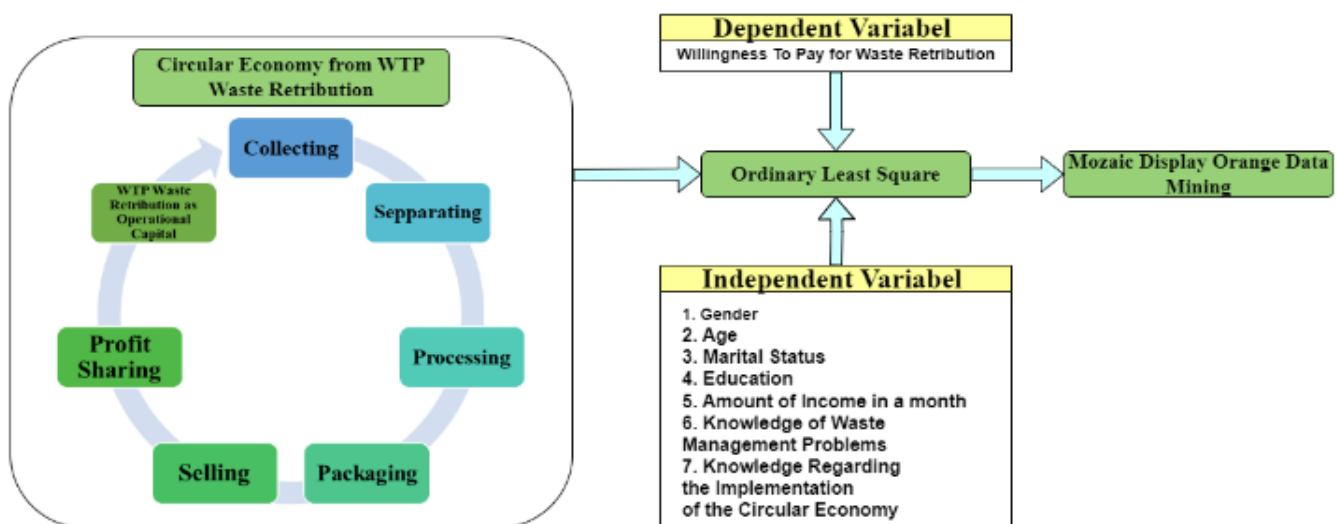 Circular Economy from WTP
Waste Retribution
Collecting
Sepparating
Processing
Packaging
Selling
Profit
Sharing
WTP Waste
Retribution as
Operational
Capital
Dependent Variabel
Willingness To Pay for Waste Retribution
Ordinary Least Square
Mozaic Display Orange Data
Mining
Independent Variabel
1. Gender
2. Age
3. Marital Status
4. Education
5. Amount of Income in a month
6. Knowledge of Waste
Management Problems
7. Knowledge Regarding
the Implementation
of the Circular Economy